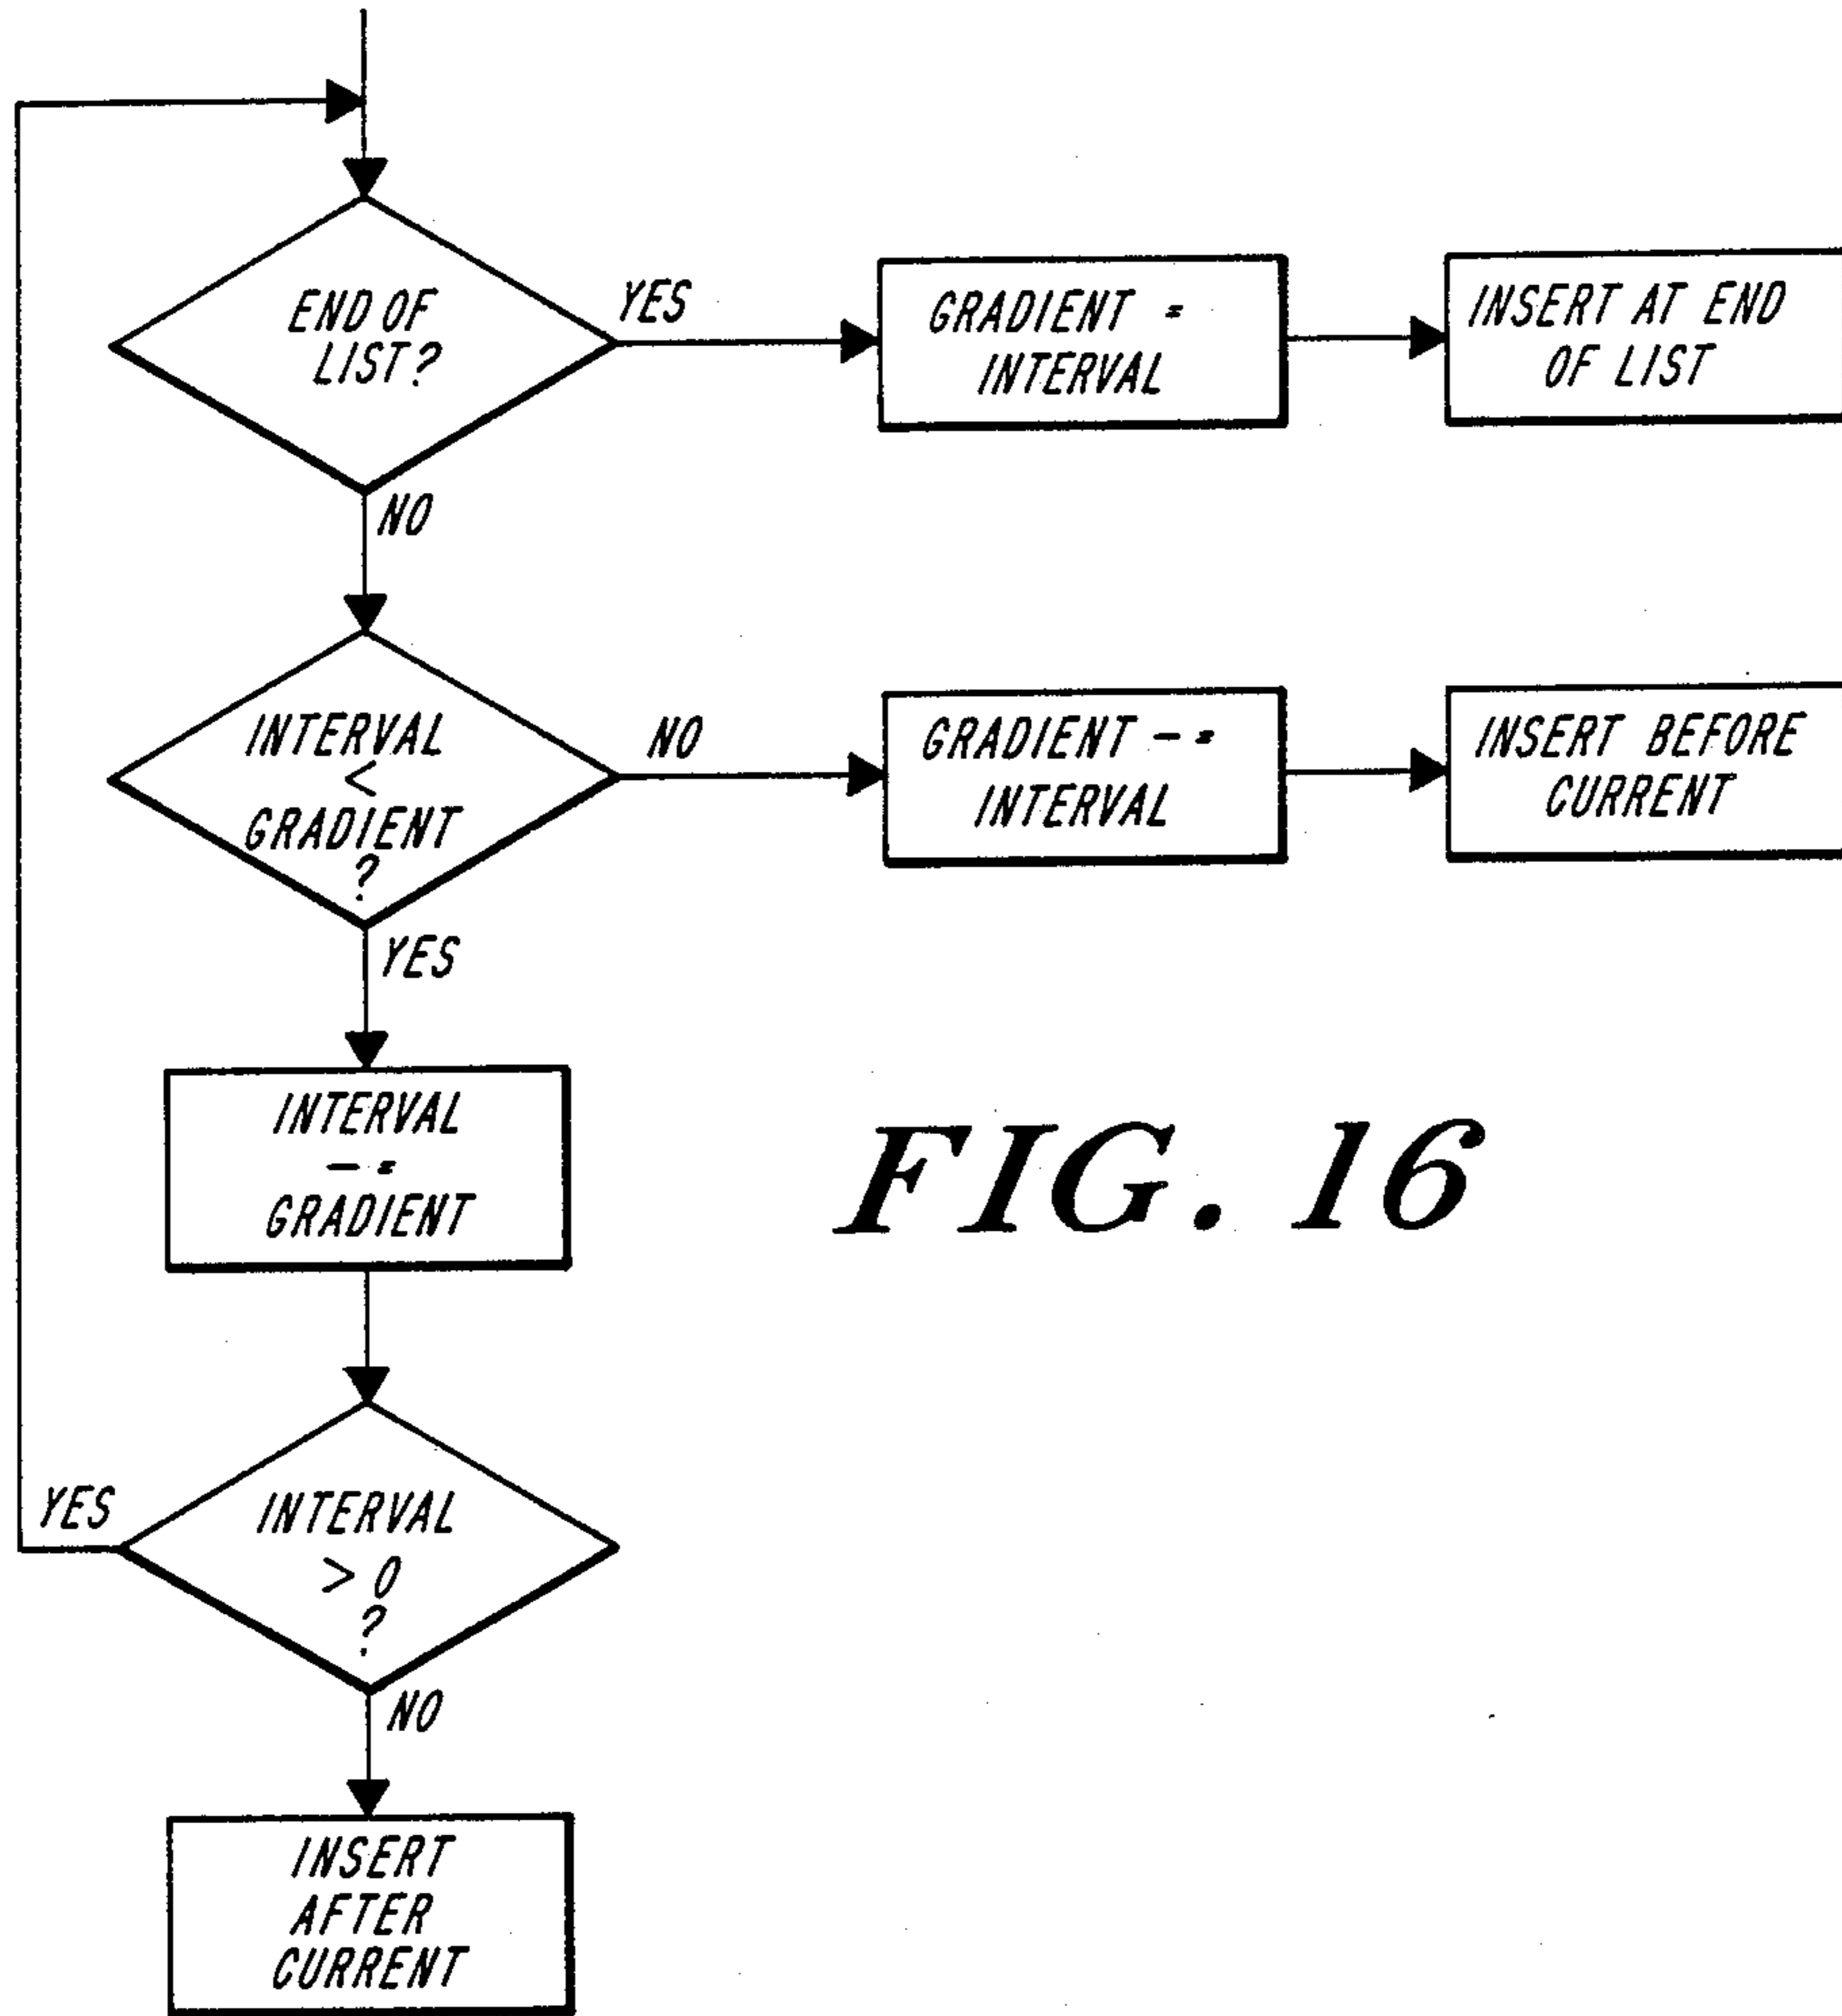 END OF
LIST?
YES
GRADIENT =
INTERVAL
INSERT AT END
OF LIST
NO
INTERVAL
<
GRADIENT
?
NO
GRADIENT -=
INTERVAL
INSERT BEFORE
CURRENT
YES
INTERVAL
-=
GRADIENT
FIG. 16
YES
INTERVAL
> 0
?
NO
INSERT
AFTER
CURRENT